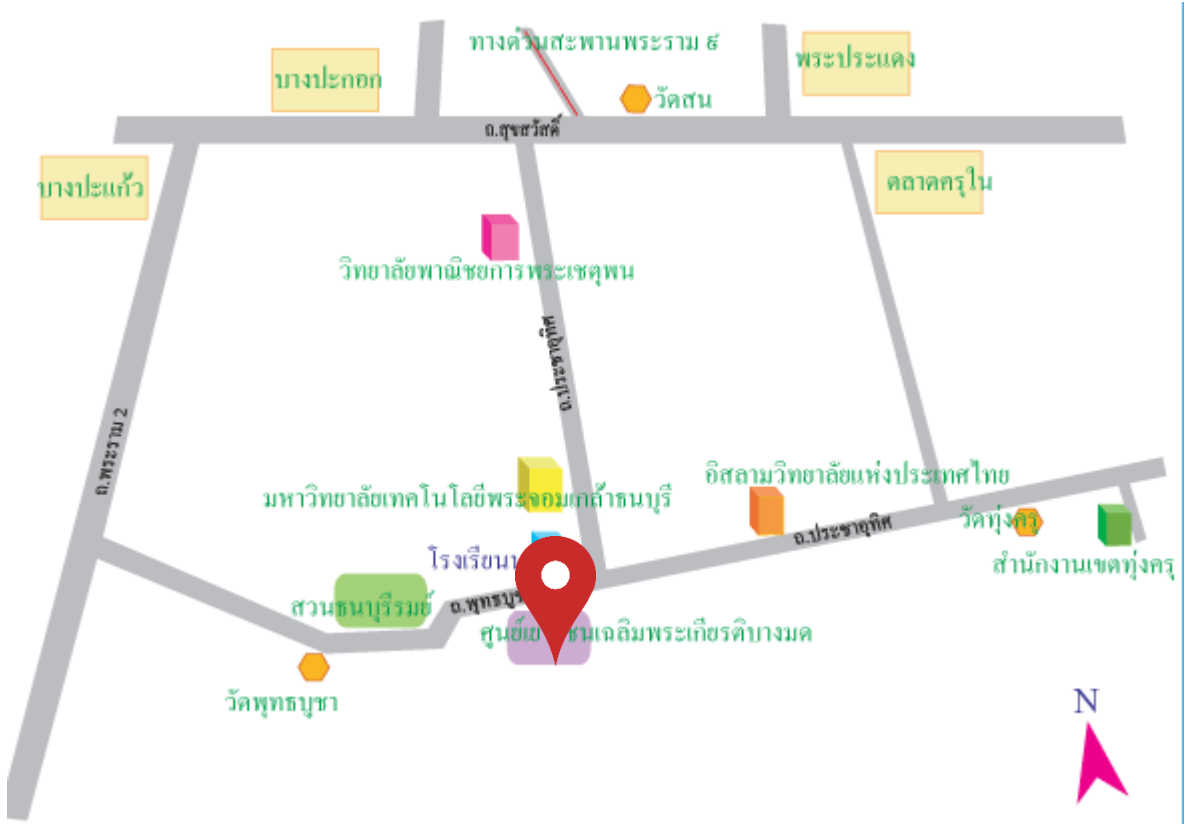 ทางด่วนสะพานพระราม ๙
พระประแดง
บางปะกอก
วัดสน
ถ.สุขสวัสดิ์
บางปะแก้ว
ตลาดครุใน
วิทยาลัยพาณิชยการพระเชตุพน
ถ.ประชาอุทิศ
ถ.พระราม 2
อิสลามวิทยาลัยแห่งประเทศไทย
มหาวิทยาลัยเทคโนโลยีพระจอมเกล้าธนบุรี
วัดทุ่งครุ
ถ.ประชาอุทิศ
โรงเรียน
สำนักงานเขตทุ่งครุ
สวนธนบุรีรมย์
ศูนย์เยาวชนเฉลิมพระเกียรติบางมด
วัดพุทธบูชา
N